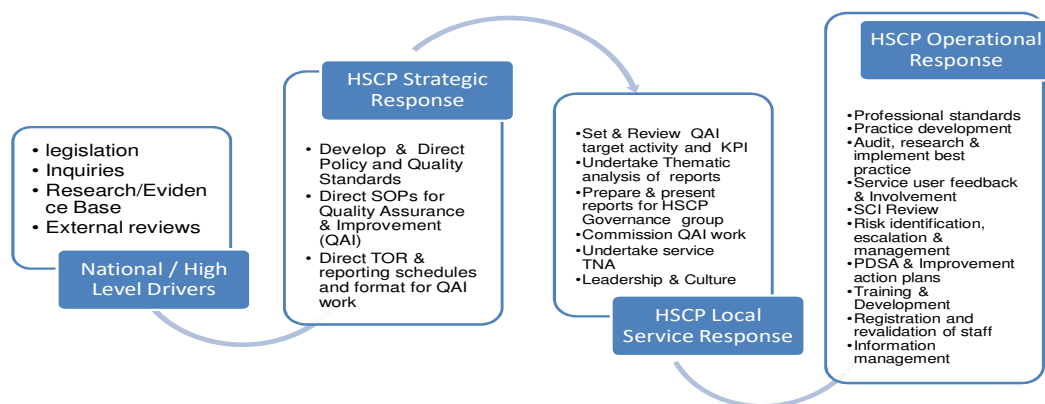 • legislation
• Inquiries
• Research/Eviden
ce Base
• External reviews
National / High
Level Drivers
HSCP Strategic
Response
• Develop & Direct
Policy and Quality
Standards
• Direct SOPs for
Quality Assurance
& Improvement
(QAI)
• Direct TOR &
reporting schedules
and format for QAI
work
•Set & Review QAI
target activity and KPI
•Undertake Thematic
analysis of reports
•Prepare & present
reports for HSCP
Governance group
•Commission QAI work
•Undertake service
TNA
•Leadership & Culture
HSCP Local
Service Response
HSCP Operational
Response
•Professional standards
•Practice development
•Audit, research &
implement best
practice
•Service user feedback
& Involvement
•SCI Review
•Risk identification,
escalation &
management
•PDSA & Improvement
action plans
•Training &
Development
•Registration and
revalidation of staff
•Information
management